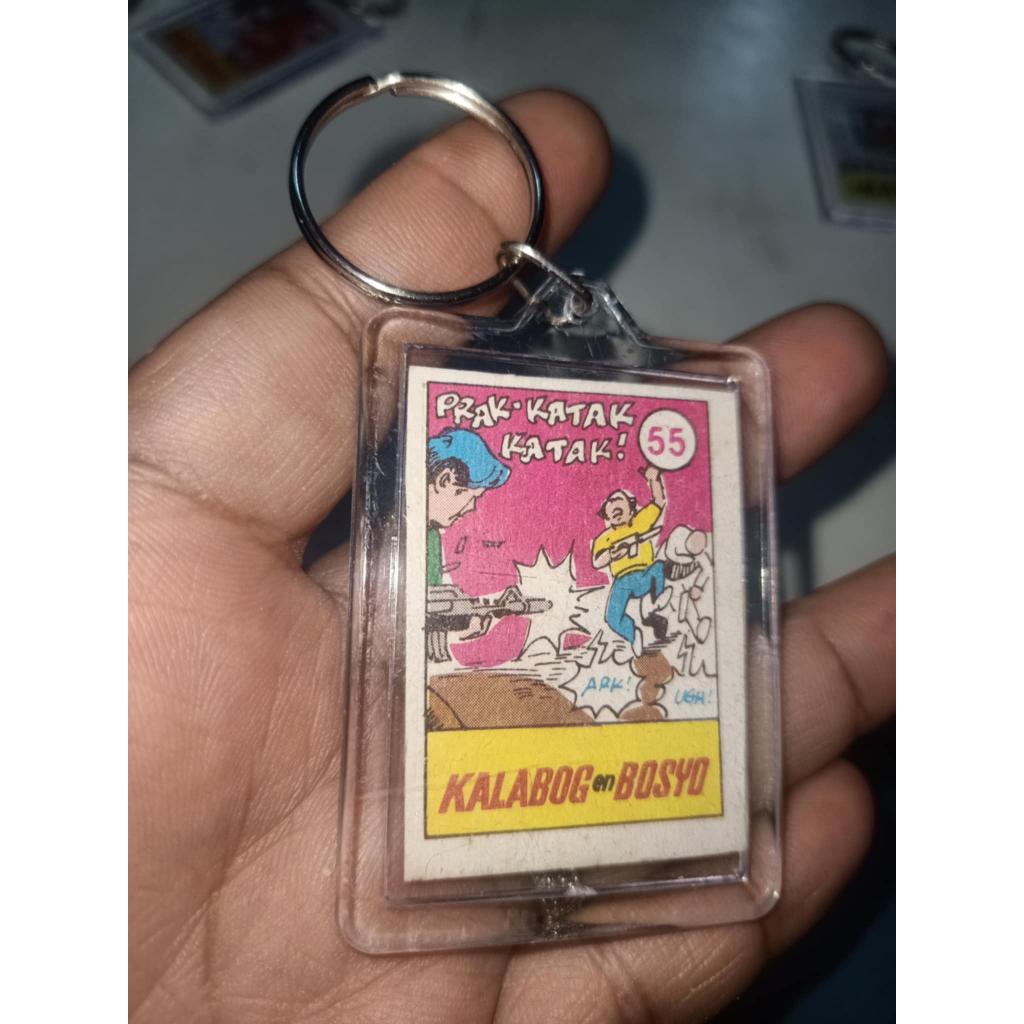 PRAK-KATAK
KATAK!
55
ARK!
UGH!
KALABOG en BOSYO